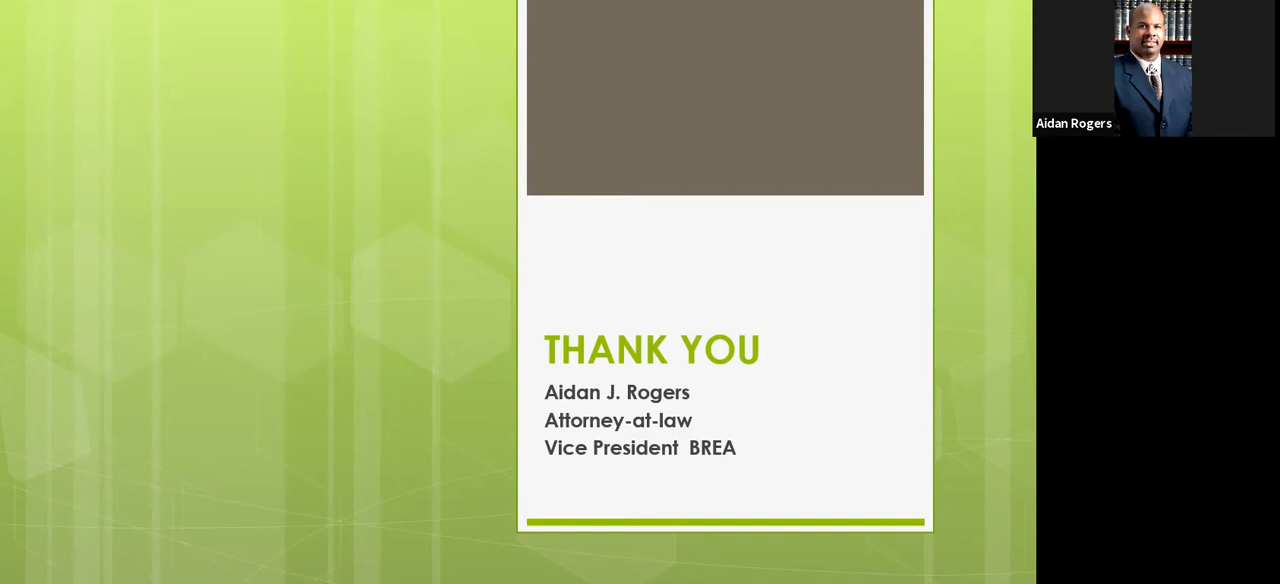 THANK YOU
Aidan J. Rogers
Attorney-at-law
Vice President  BREA
Aidan Rogers